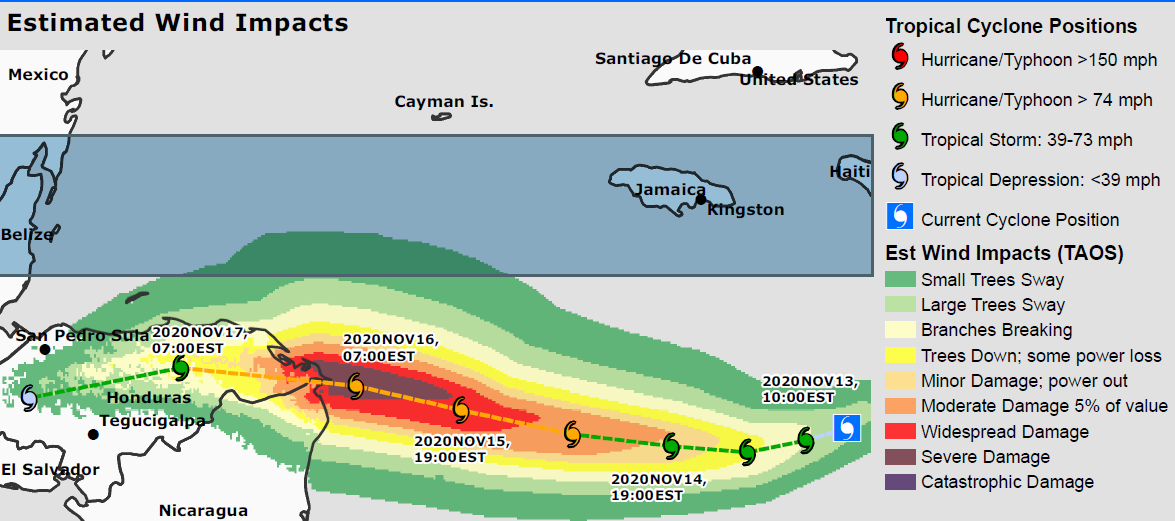 Estimated Wind Impacts
Mexico
Santiago De Cuba
United States
Cayman Is.
Haiti
Jamaica
Kingston
Belize
San Pedro Sula
2020NOV17,
07:00EST
2020NOV16,
07:00EST
2020NOV13,
10:00EST
Honduras
Tegucigalpa
2020NOV15,
19:00EST
El Salvador
2020NOV14,
19:00EST
Nicaragua
Tropical Cyclone Positions
Hurricane/Typhoon >150 mph
Hurricane/Typhoon > 74 mph
Tropical Storm: 39-73 mph
Tropical Depression: <39 mph
Current Cyclone Position
Est Wind Impacts (TAOS)
Small Trees Sway
Large Trees Sway
Branches Breaking
Trees Down; some power loss
Minor Damage; power out
Moderate Damage 5% of value
Widespread Damage
Severe Damage
Catastrophic Damage